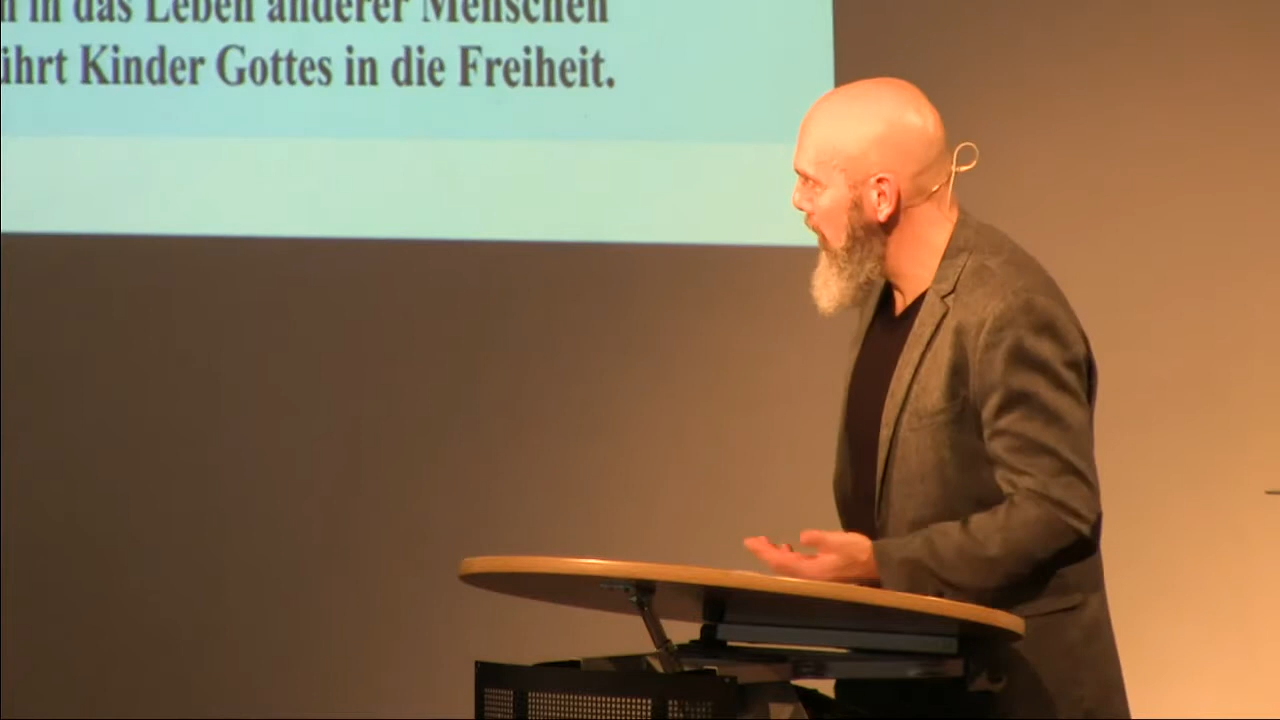 in das Leben anderer Menschen
Kinder Gottes in die Freiheit.